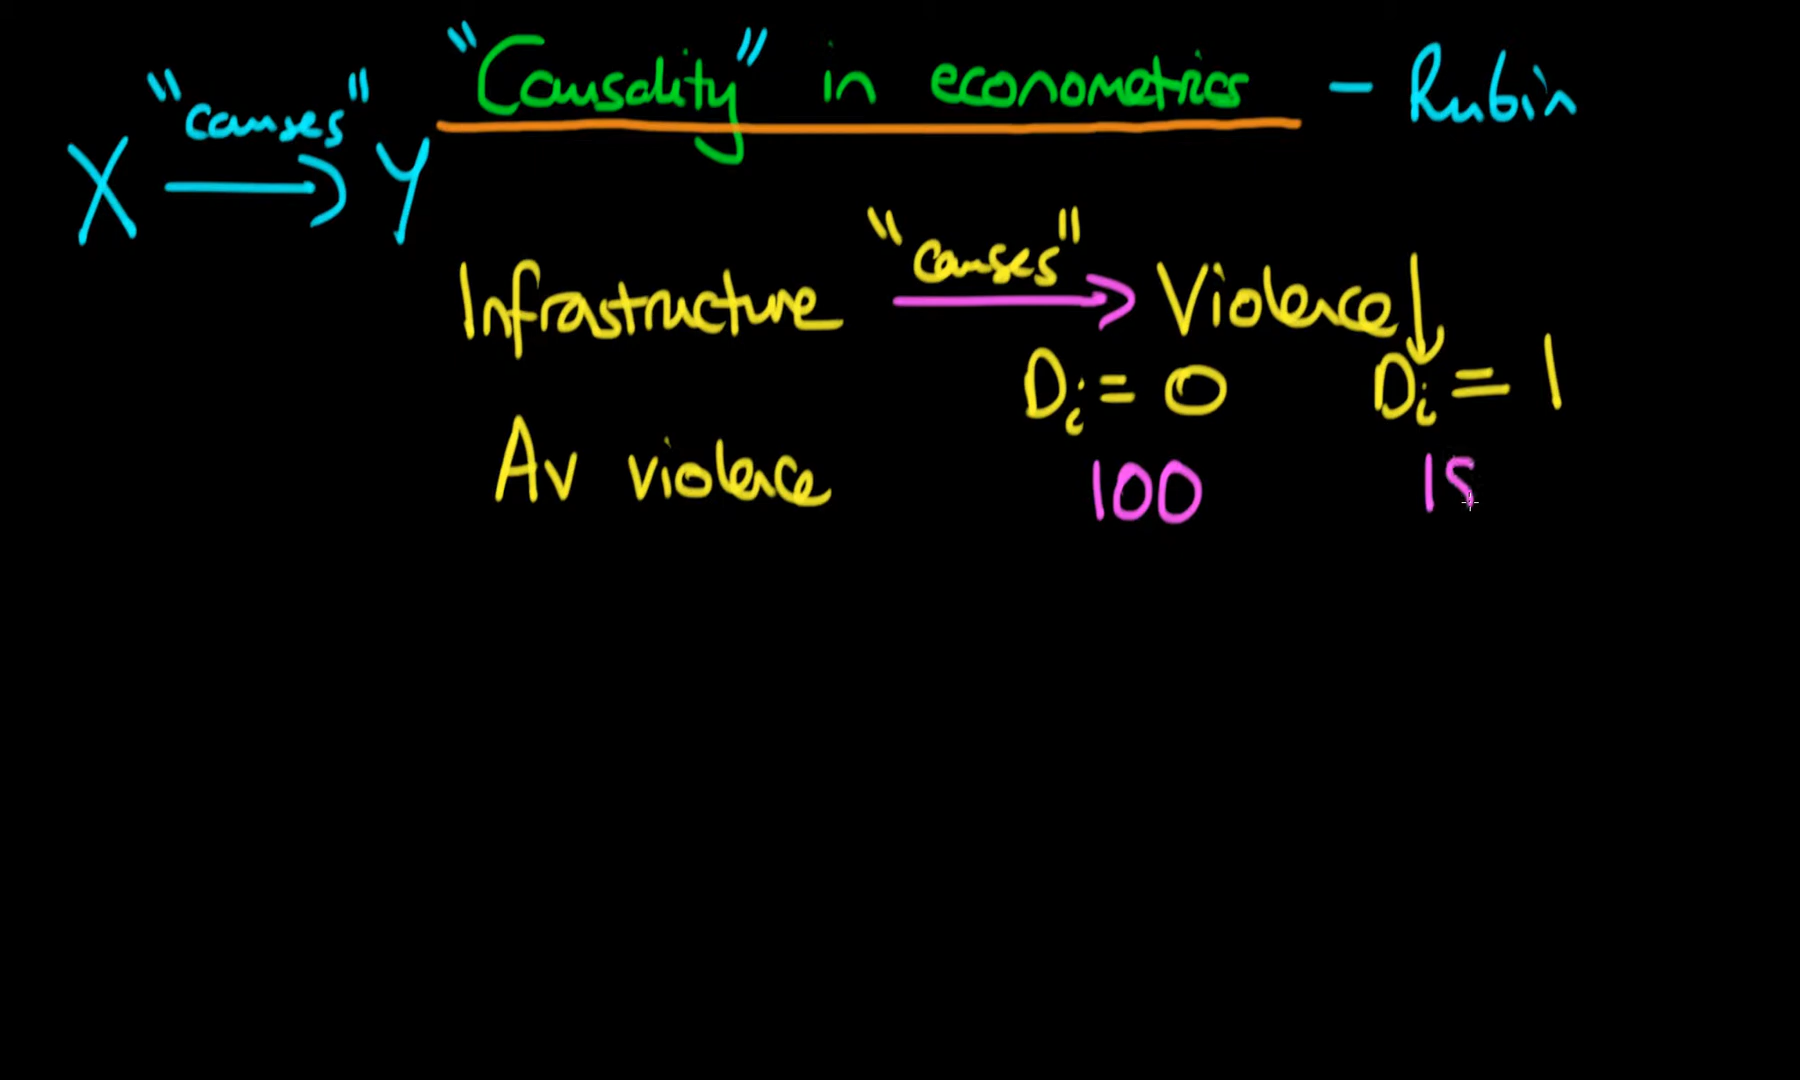 "Causality" in econometrics - Rubin
"causes"
X → Y
"causes"
Infrastructure → Violence ↓
Di = 0 Di = 1
Av violence 100 15